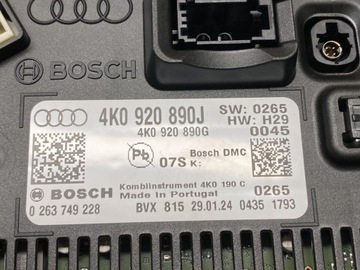 BOSCH
4K0 920 890J
SW: 0265
4K0 920 890G
HW: H29
0045
Pb
07S
Bosch DMC
K:
BOSCH
Kombiinstrument 4K0 190 C
Made in Portugal
0265
0 263 749 228
BVX 815 29.01.24 0435 1793